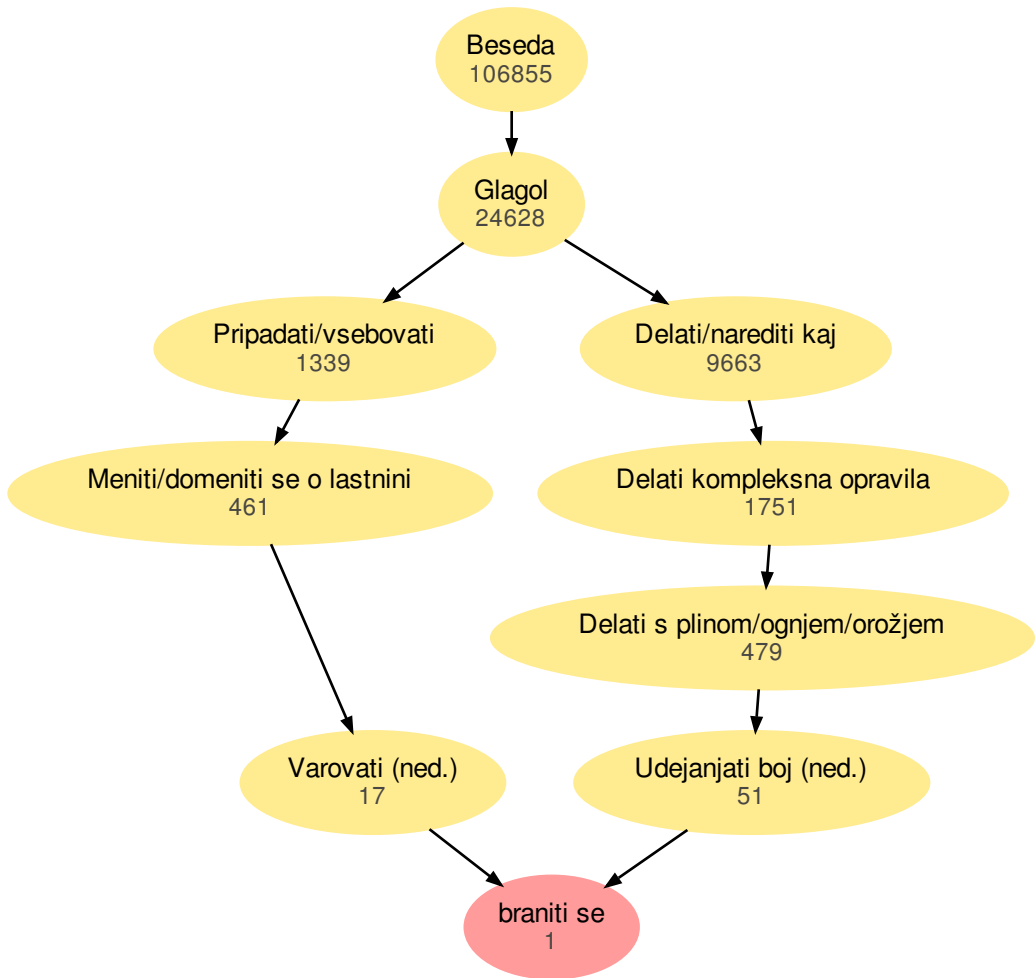 Beseda
106855
Glagol
24628
Pripadati/vsebovati
1339
Delati/narediti kaj
9663
Meniti/domeniti se o lastnini
461
Delati kompleksna opravila
1751
Delati s plinom/ognjem/orožjem
479
Varovati (ned.)
17
Udejanjati boj (ned.)
51
braniti se
1